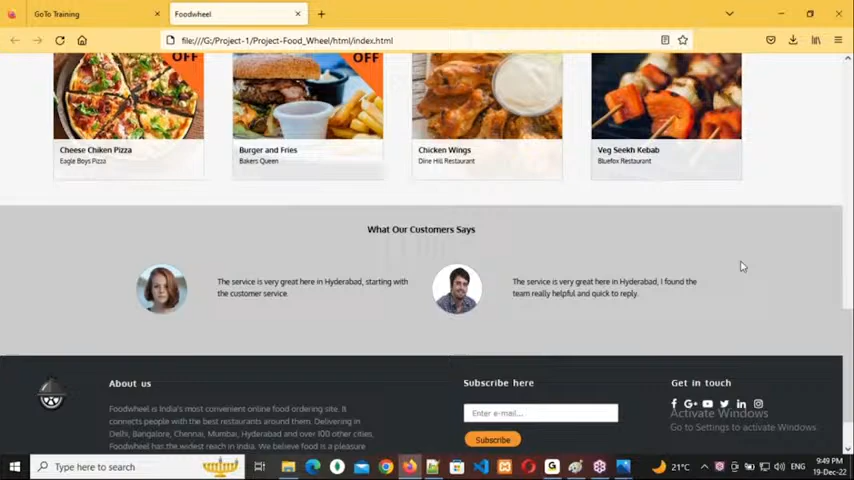 GoTo Training
Foodwheel
file:///G:/Project-1/Project-Food_Wheel/html/index.html
OFF
OFF
Cheese Chiken Pizza
Eagle Boys Pizza
Burger and Fries
Bakers Queen
Chicken Wings
Dine Hill Restaurant
Veg Seekh Kebab
Bluefox Restaurant
What Our Customers Says
The service is very great here in Hyderabad, starting with
the customer service.
The service is very great here in Hyderabad, I found the
team really helpful and quick to reply.
About us
Foodwheel is India's most convenient online food ordering site. It
connects people with the best restaurants around them. Delivering in
Delhi, Bangalore, Chennai, Mumbai, Hyderabad and over 100 other cities,
Foodwheel has the widest reach in India. We believe food is a pleasure
Subscribe here
Enter e-mail...
Subscribe
Get in touch
Activate Windows
Go to Settings to activate Windows.
Type here to search
21°C
ENG
9:49 PM
19-Dec-22